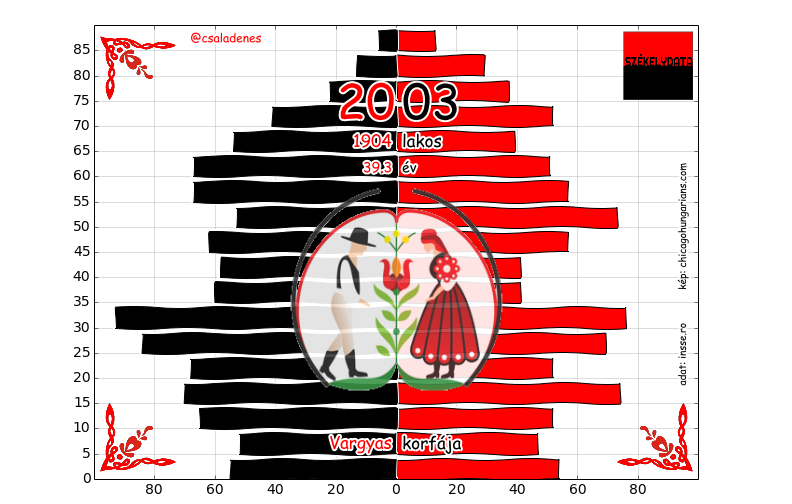 @csaladenes
SZÉKELYDATA
2003
1904 lakos
39.3 év
kép: chicagohungarians.com
adat: insse.ro
Vargyas korfája
85
80
75
70
65
60
55
50
45
40
35
30
25
20
15
10
5
0
80 60 40 20 0 20 40 60 80